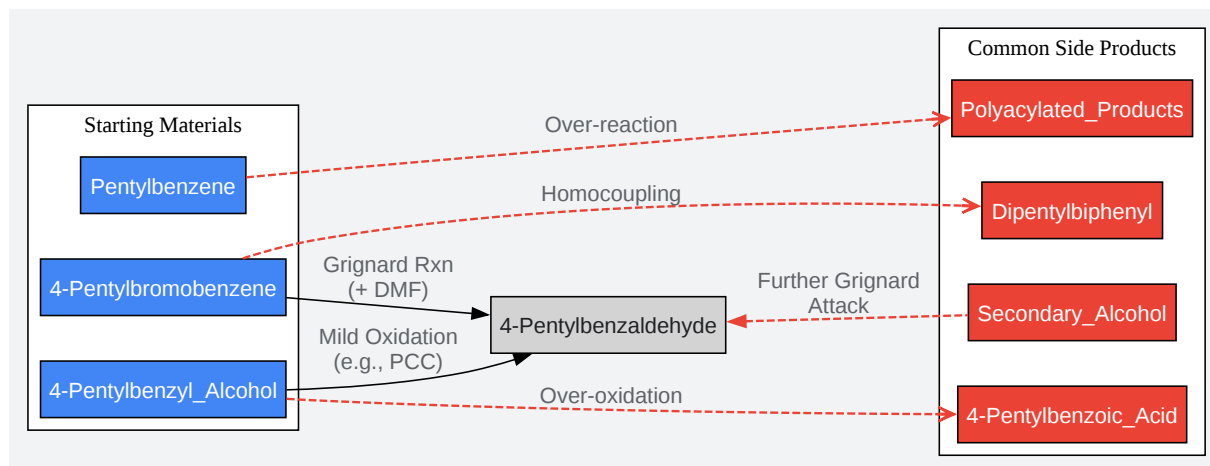 Common Side Products
Polyacylated_Products
Over-reaction
Starting Materials
Pentylbenzene
Homocoupling
Dipentylbiphenyl
4-Pentylbromobenzene
Grignard Rxn
(+ DMF)
Further Grignard
Attack
Secondary_Alcohol
4-Pentylbenzaldehyde
Mild Oxidation
(e.g., PCC)
4-Pentylbenzyl_Alcohol
Over-oxidation
4-Pentylbenzoic_Acid